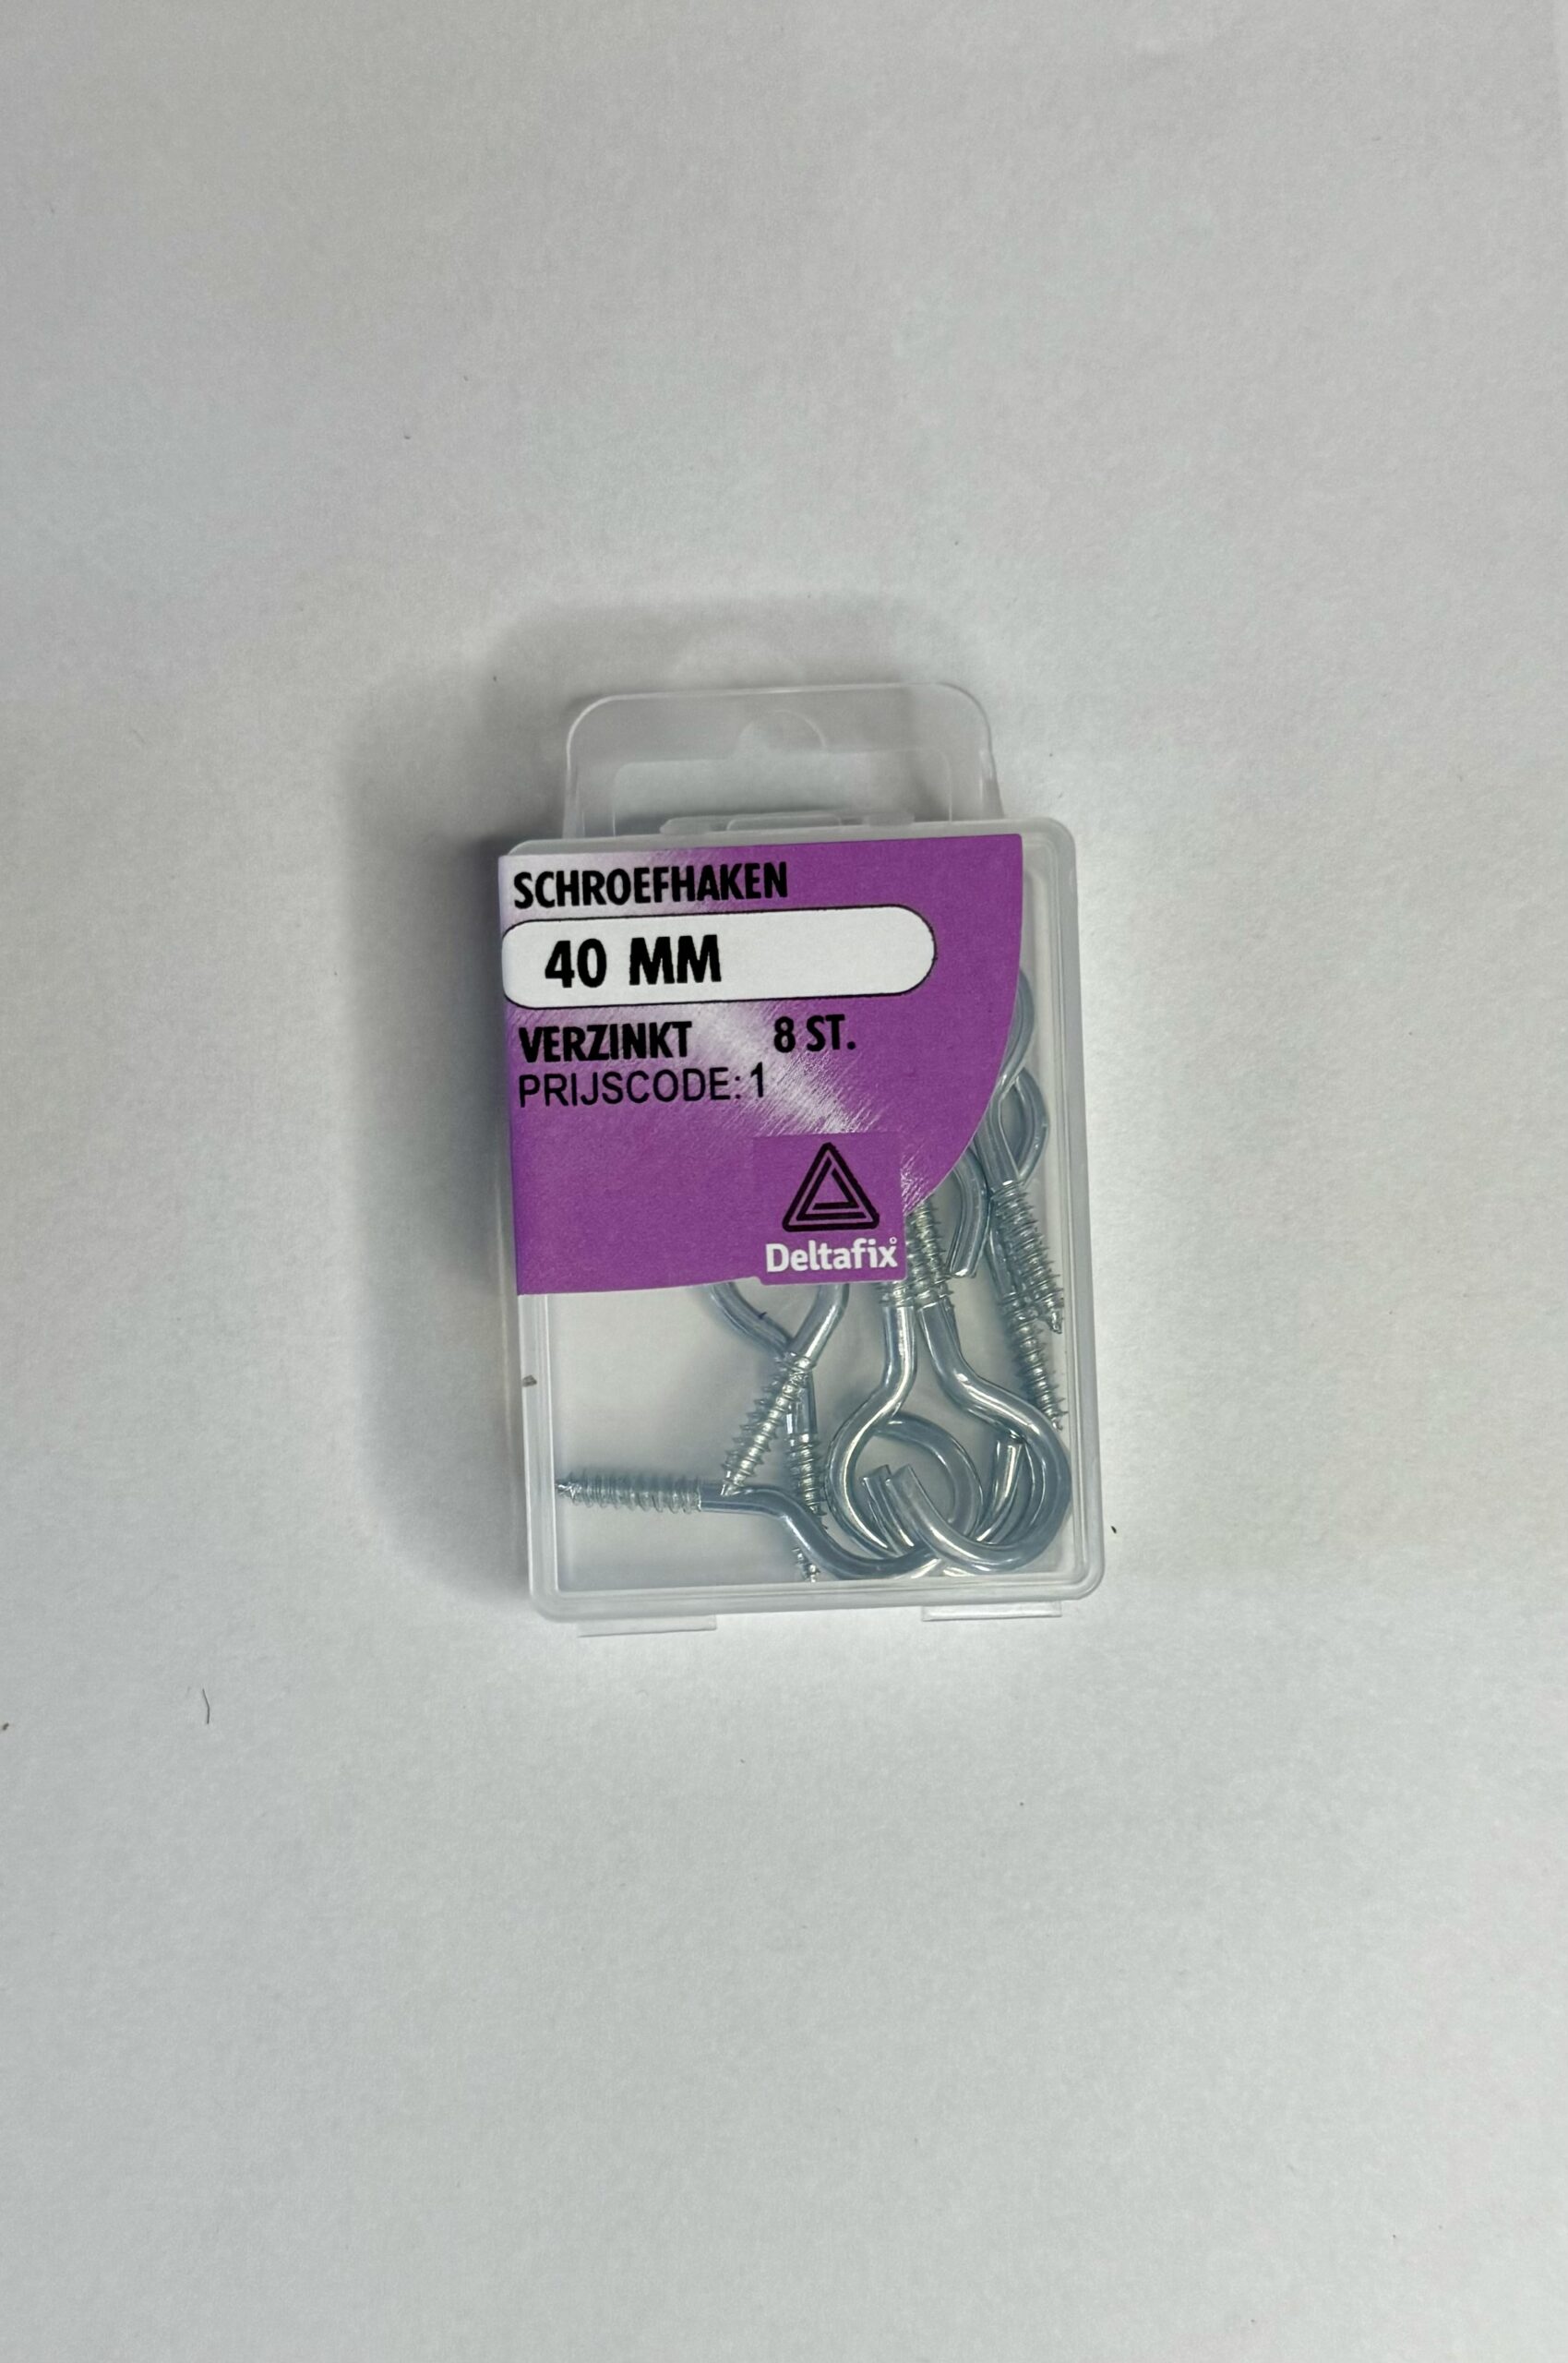 SCHROEFHAKEN
40 MM
VERZINKT 8 ST.
PRIJSCODE: 1
Deltafix